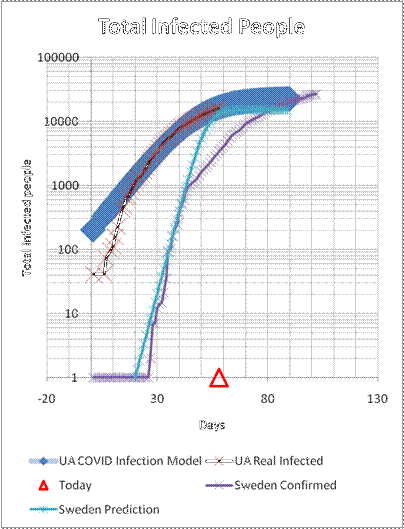 Total Infected People
100000
10000
1000
100
10
1
Total infected people
-20 30 80 130
Days
UA COVID Infection Model
UA Real Infected
Today
Sweden Confirmed
Sweden Prediction